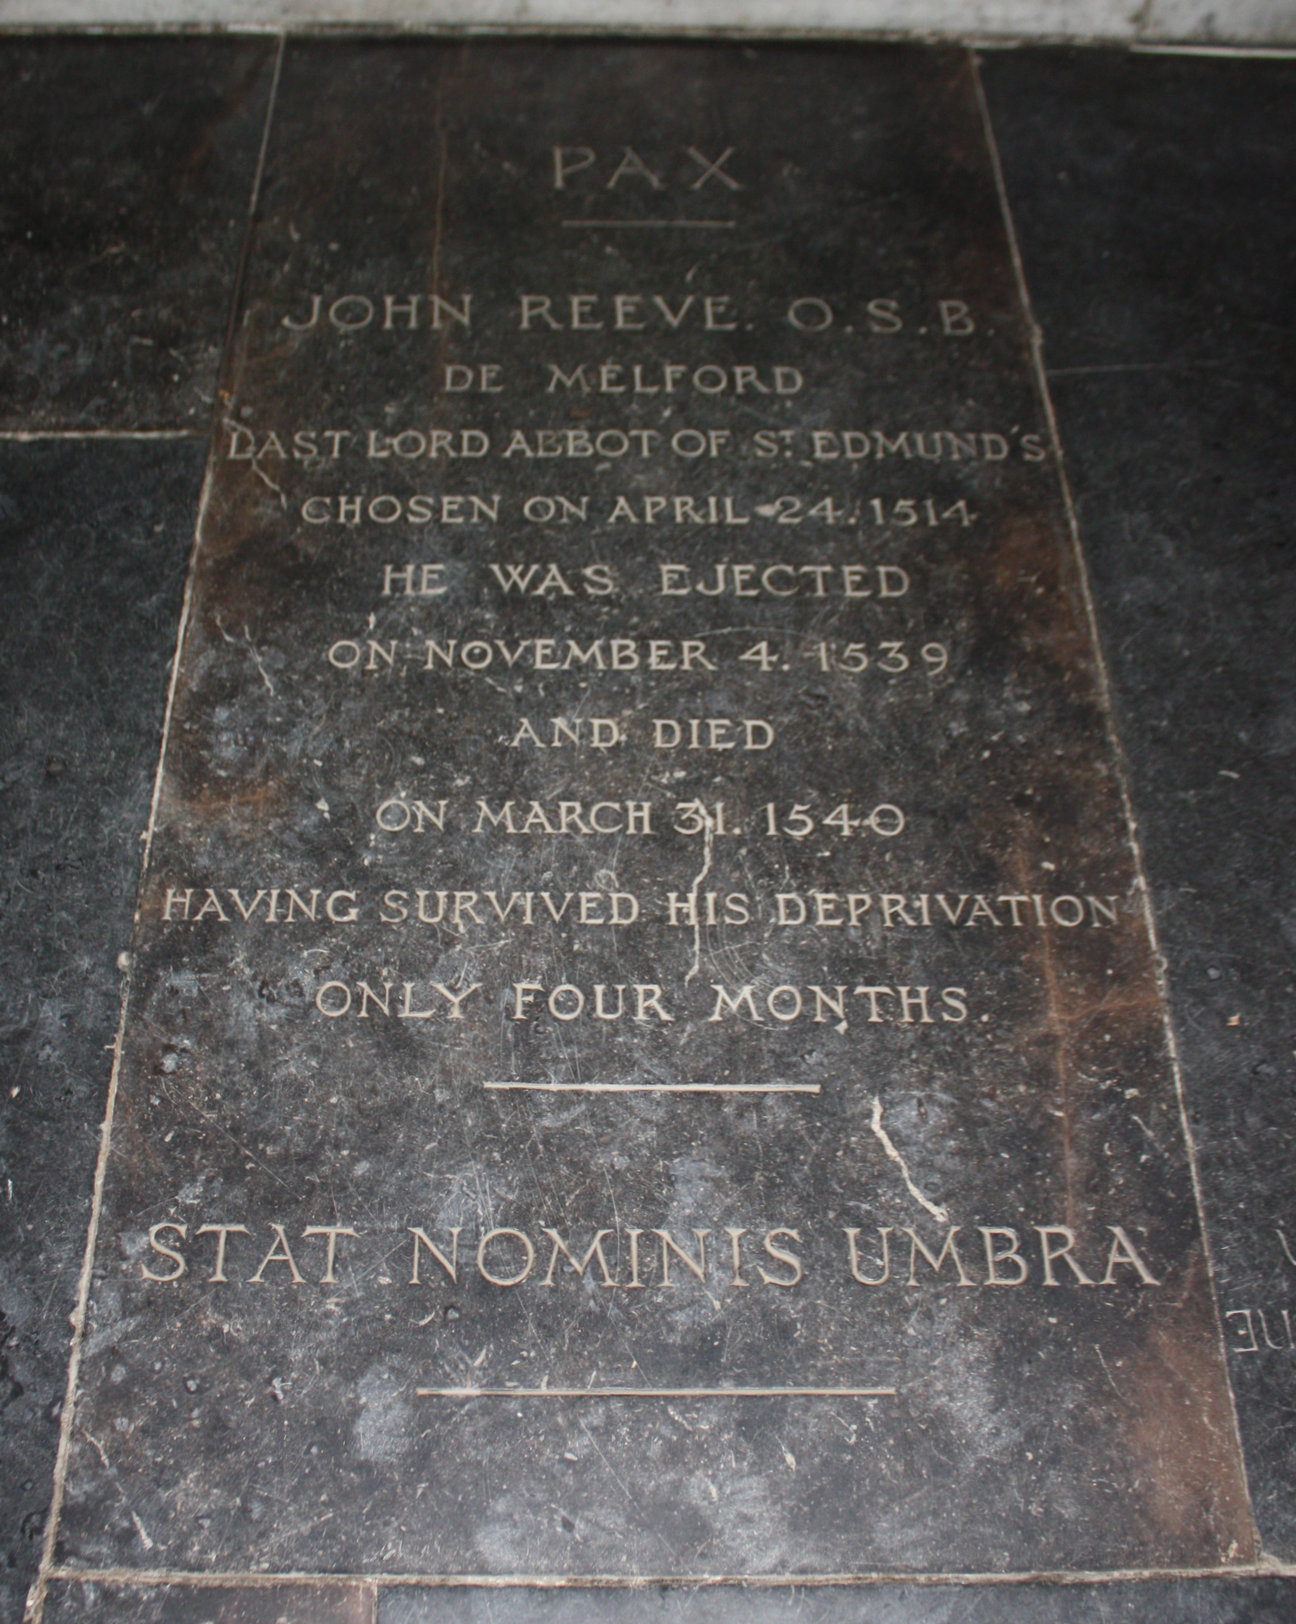 PAX
JOHN REEVE. O.S.B.
DE MELFORD
LAST LORD ABBOT OF ST. EDMUND'S
CHOSEN ON APRIL 24. 1514
HE WAS EJECTED
ON NOVEMBER 4. 1539
AND DIED
ON MARCH 31. 1540
HAVING SURVIVED HIS DEPRIVATION
ONLY FOUR MONTHS.
STAT NOMINIS UMBRA